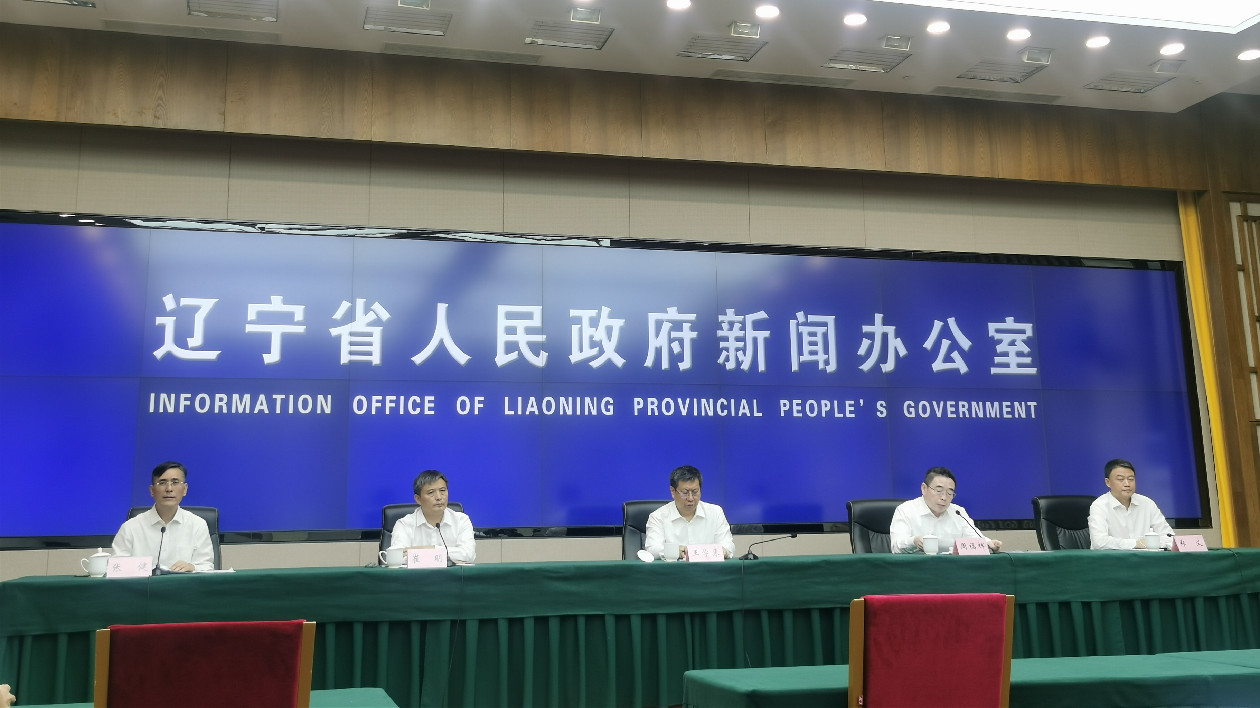 辽宁省人民政府新闻办公室
INFORMATION OFFICE OF LIAONING PROVINCIAL PEOPLE'S GOVERNMENT